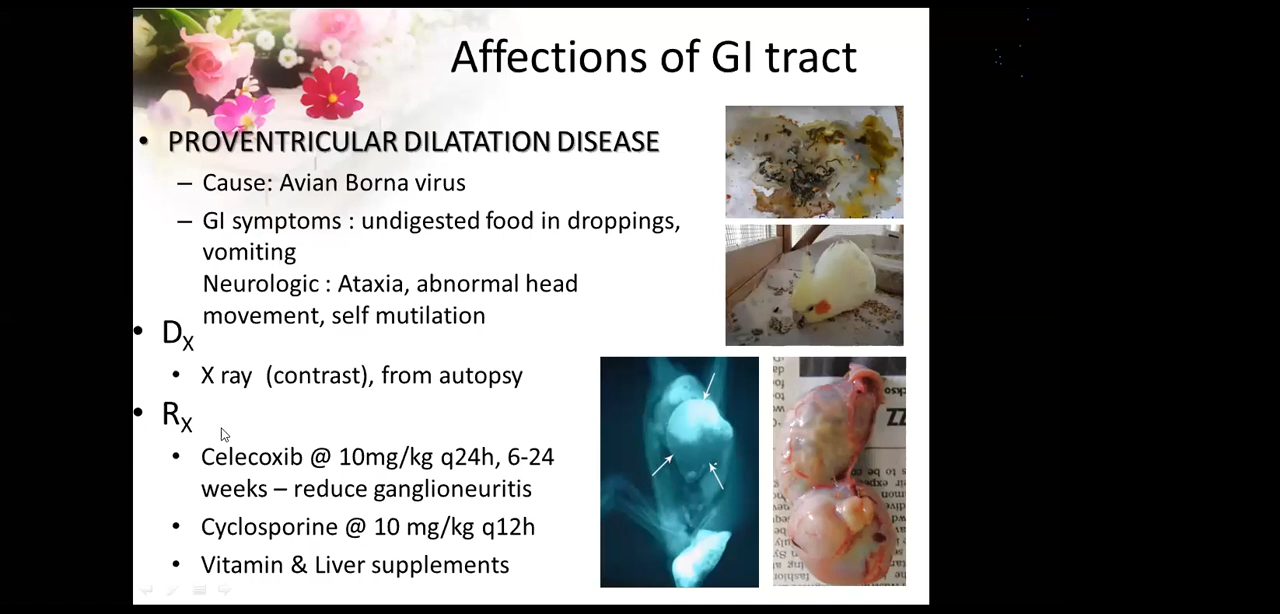 Affections of GI tract
• PROVENTRICULAR DILATATION DISEASE
– Cause: Avian Borna virus
– GI symptoms : undigested food in droppings,
vomiting
Neurologic : Ataxia, abnormal head
movement, self mutilation
• DX
• X ray (contrast), from autopsy
• RX
• Celecoxib @ 10mg/kg q24h, 6-24
weeks – reduce ganglioneuritis
• Cyclosporine @ 10 mg/kg q12h
• Vitamin & Liver supplements